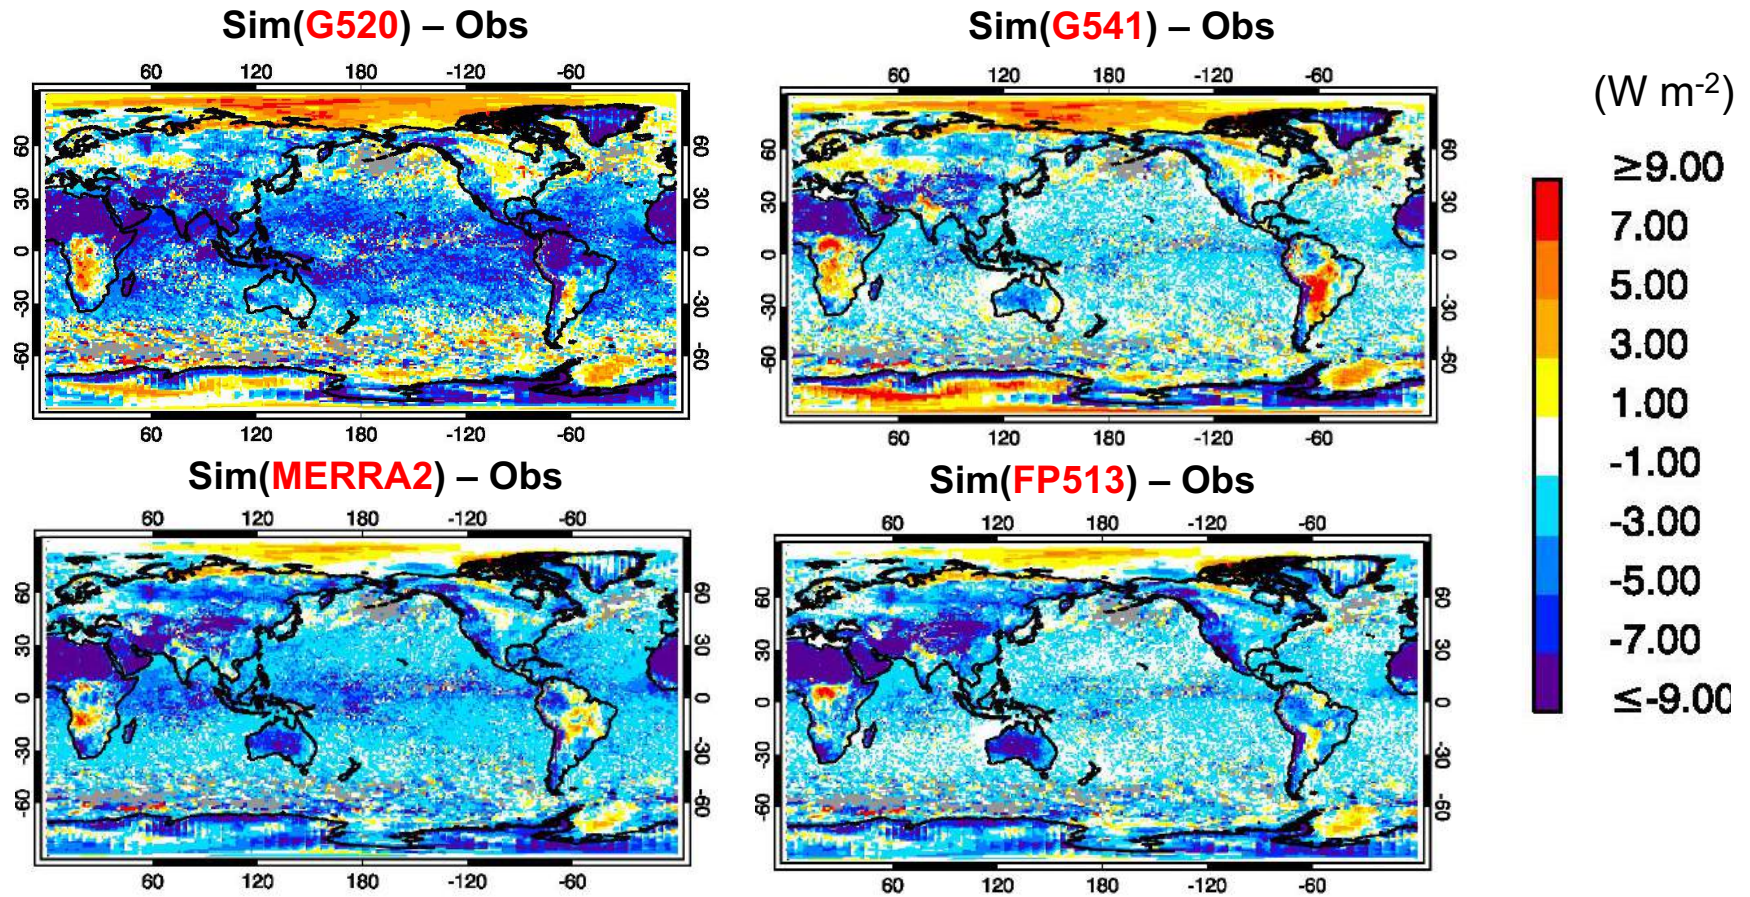 Sim(G520) – Obs
60 120 180 -120 -60
60 30 0 -30 -60
60 30 0 -30 -60
60 120 180 -120 -60
Sim(G541) – Obs
60 120 180 -120 -60
60 30 0 -30 -60
60 30 0 -30 -60
60 120 180 -120 -60
Sim(MERRA2) – Obs
60 120 180 -120 -60
60 30 0 -30 -60
60 30 0 -30 -60
60 120 180 -120 -60
Sim(FP513) – Obs
60 120 180 -120 -60
60 30 0 -30 -60
60 30 0 -30 -60
60 120 180 -120 -60
(W m-2)
≥9.00
7.00
5.00
3.00
1.00
-1.00
-3.00
-5.00
-7.00
≤-9.00